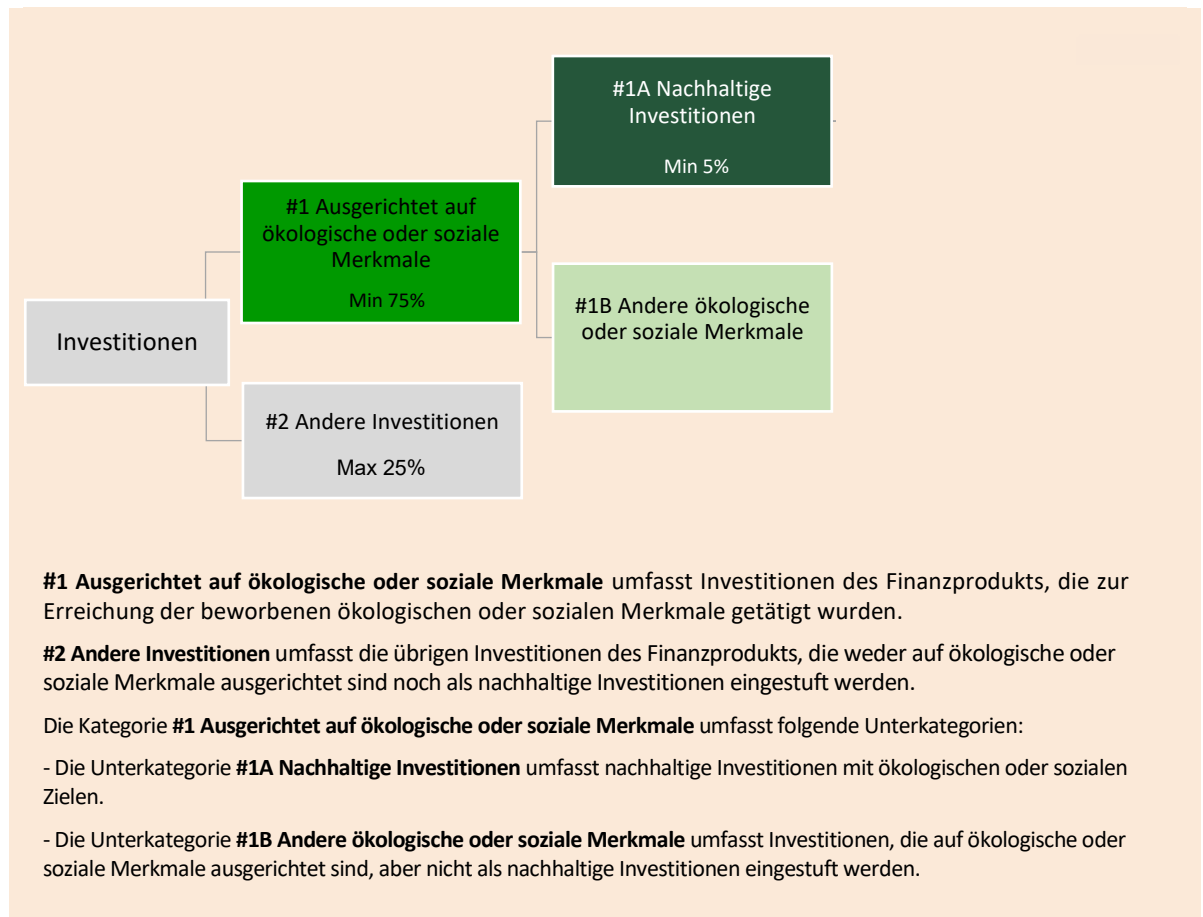 #1A Nachhaltige
Investitionen
Min 5%
#1 Ausgerichtet auf
ökologische oder soziale
Merkmale
Min 75%
#1B Andere ökologische
oder soziale Merkmale
Investitionen
#2 Andere Investitionen
Max 25%
#1 Ausgerichtet auf ökologische oder soziale Merkmale umfasst Investitionen des Finanzprodukts, die zur
Erreichung der beworbenen ökologischen oder sozialen Merkmale getätigt wurden.
#2 Andere Investitionen umfasst die übrigen Investitionen des Finanzprodukts, die weder auf ökologische oder
soziale Merkmale ausgerichtet sind noch als nachhaltige Investitionen eingestuft werden.
Die Kategorie #1 Ausgerichtet auf ökologische oder soziale Merkmale umfasst folgende Unterkategorien:
- Die Unterkategorie #1A Nachhaltige Investitionen umfasst nachhaltige Investitionen mit ökologischen oder sozialen
Zielen.
- Die Unterkategorie #1B Andere ökologische oder soziale Merkmale umfasst Investitionen, die auf ökologische oder
soziale Merkmale ausgerichtet sind, aber nicht als nachhaltige Investitionen eingestuft werden.